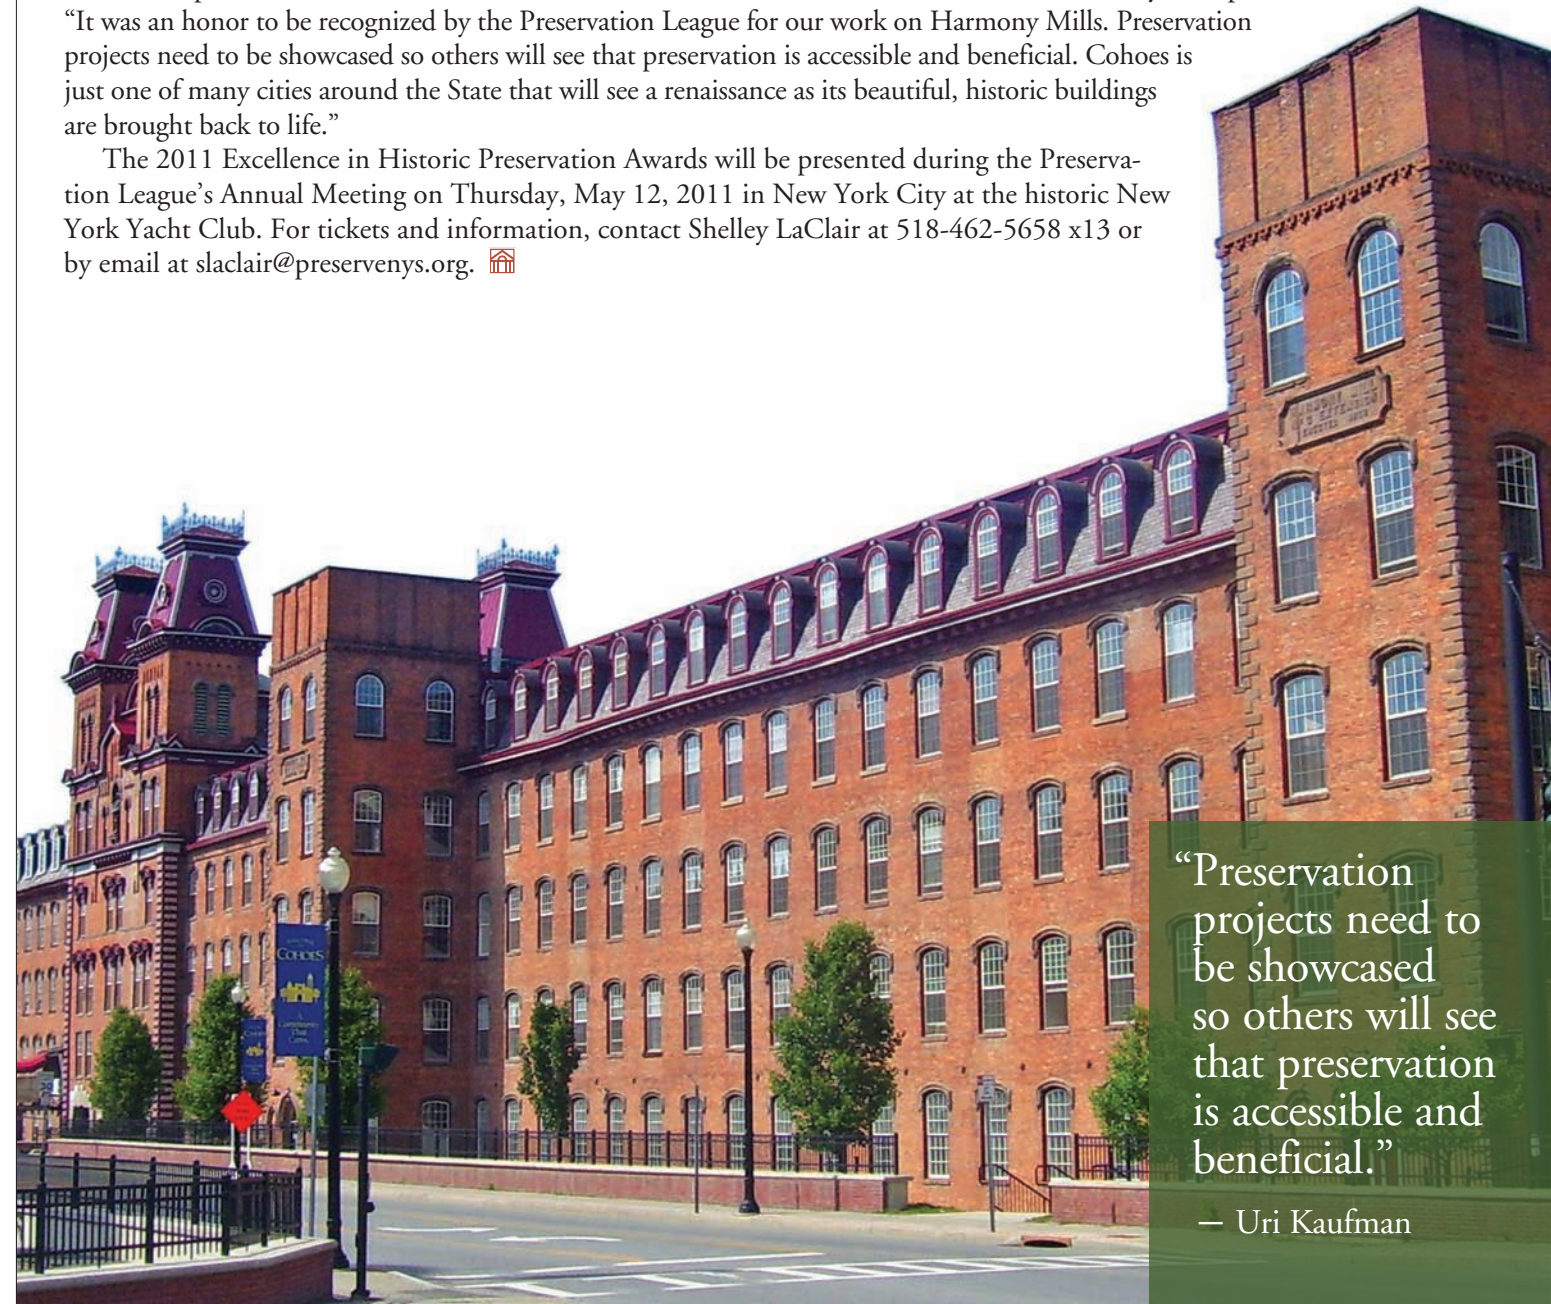 “It was an honor to be recognized by the Preservation League for our work on Harmony Mills. Preservation
projects need to be showcased so others will see that preservation is accessible and beneficial. Cohoes is
just one of many cities around the State that will see a renaissance as its beautiful, historic buildings
are brought back to life.”
The 2011 Excellence in Historic Preservation Awards will be presented during the Preserva-
tion League’s Annual Meeting on Thursday, May 12, 2011 in New York City at the historic New
York Yacht Club. For tickets and information, contact Shelley LaClair at 518-462-5658 x13 or
by email at slaclair@preservenys.org.
COHOES
A
Community
That
Cares
“Preservation
projects need to
be showcased
so others will see
that preservation
is accessible and
beneficial.”
— Uri Kaufman